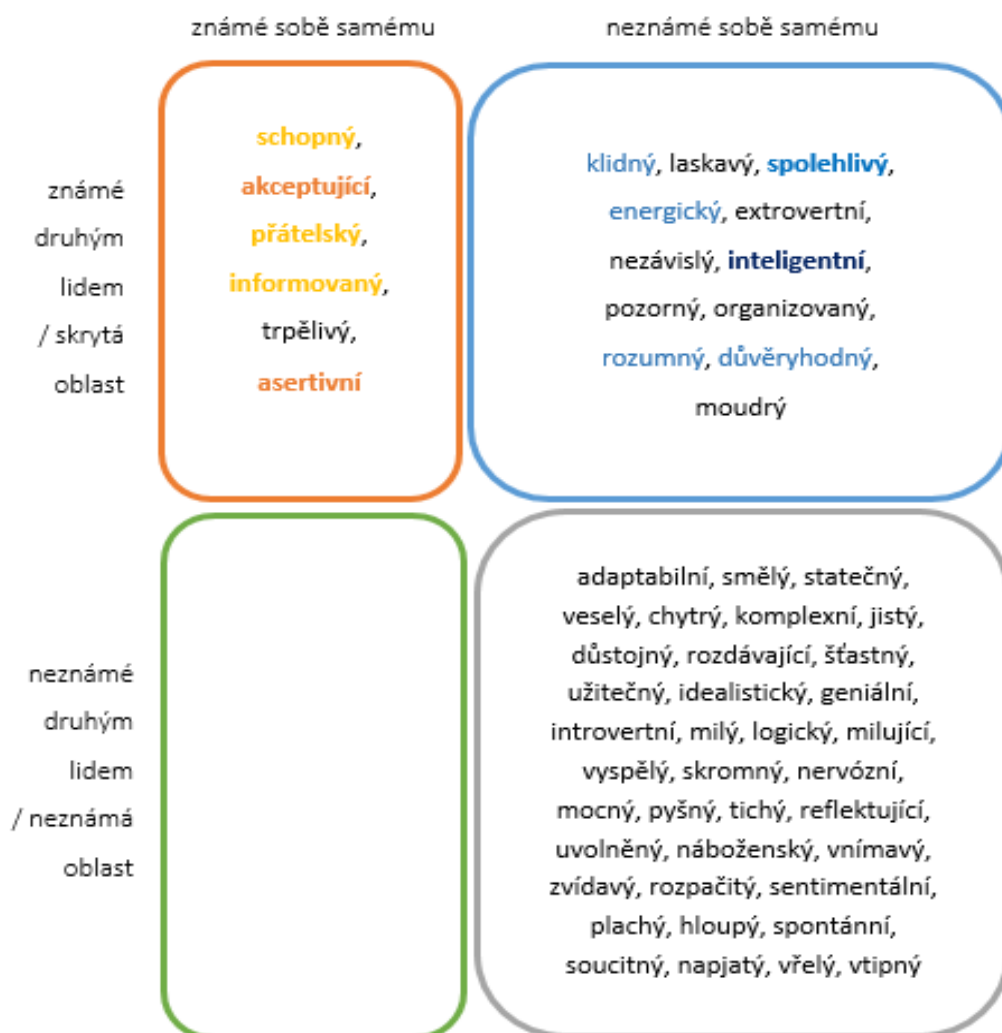 známé sobě samému
neznámé sobě samému
známé
druhým
lidem
/ skrytá
oblast
schopný,
akceptující,
přátelský,
informovaný,
trpělivý,
asertivní
klidný, laskavý, spolehlivý,
energický, extrovertní,
nezávislý, inteligentní,
pozorný, organizovaný,
rozumný, důvěryhodný,
moudrý
neznámé
druhým
lidem
/ neznámá
oblast
adaptabilní, smělý, statečný,
veselý, chytrý, komplexní, jistý,
důstojný, rozdávající, šťastný,
užitečný, idealistický, geniální,
introvertní, milý, logický, milující,
vyspělý, skromný, nervózní,
mocný, pyšný, tichý, reflektující,
uvolněný, náboženský, vnímavý,
zvídavý, rozpačitý, sentimentální,
plachý, hloupý, spontánní,
soucitný, napjatý, vřelý, vtipný